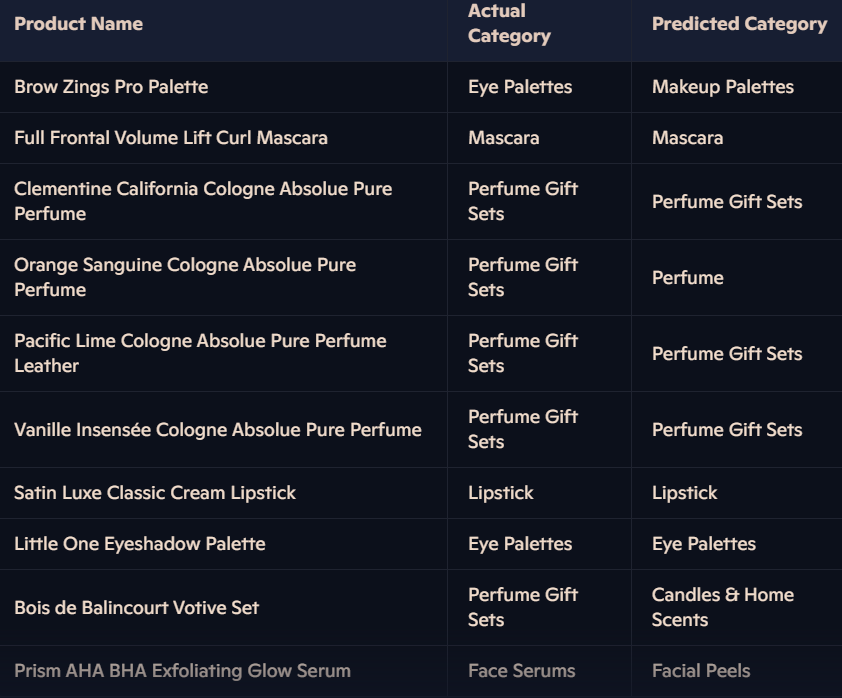 Product Name
Actual
Category
Predicted Category
Brow Zings Pro Palette
Eye Palettes
Makeup Palettes
Full Frontal Volume Lift Curl Mascara
Mascara
Mascara
Clementine California Cologne Absolue Pure
Perfume
Perfume Gift
Sets
Perfume Gift Sets
Orange Sanguine Cologne Absolue Pure
Perfume
Perfume Gift
Sets
Perfume
Pacific Lime Cologne Absolue Pure Perfume
Leather
Perfume Gift
Sets
Perfume Gift Sets
Vanille Insensée Cologne Absolue Pure Perfume
Perfume Gift
Sets
Perfume Gift Sets
Satin Luxe Classic Cream Lipstick
Lipstick
Lipstick
Little One Eyeshadow Palette
Eye Palettes
Eye Palettes
Bois de Balincourt Votive Set
Perfume Gift
Sets
Candles & Home
Scents
Prism AHA BHA Exfoliating Glow Serum
Face Serums
Facial Peels